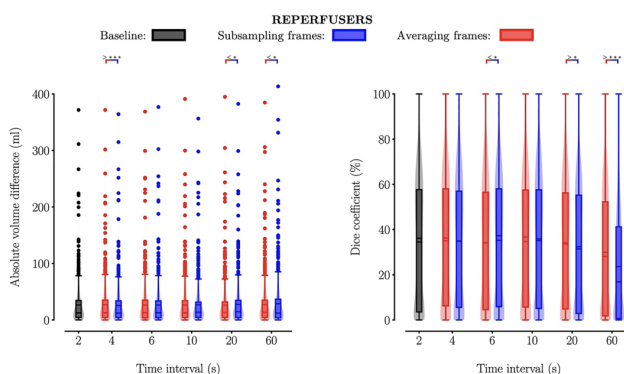 REPERFUSERS
Baseline: Subsampling frames: Averaging frames:
>∗∗∗ <∗ <∗ <∗ >∗ >∗∗∗
Absolute volume difference (ml)
400
300
200
100
0
2 4 6 10 20 60
Time interval (s)
Dice coefficient (%)
100
80
60
40
20
0
2 4 6 10 20 60
Time interval (s)